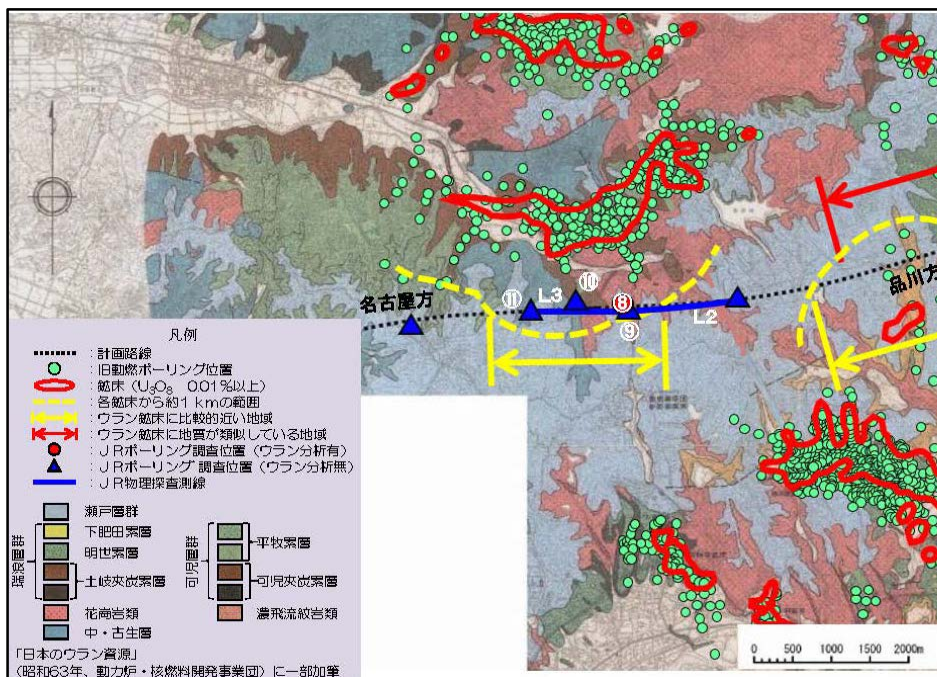 名古屋方
⑪
L3
⑩
⑧
⑨
L2
品川方
凡例
：計画路線
：旧動燃ボーリング位置
：鉱床（U₃O₈ 0.01％以上）
：各鉱床から約1kmの範囲
：ウラン鉱床に比較的近い地域
：ウラン鉱床に地質が類似している地域
：JRボーリング調査位置（ウラン分析有）
：JRボーリング調査位置（ウラン分析無）
：JR物理探査測線
瀬戸層群
瑞浪層群
下肥田累層
明世累層
土岐夾炭累層
可児層群
平牧累層
可児夾炭累層
花崗岩類
濃飛流紋岩類
中・古生層
「日本のウラン資源」
（昭和63年、動力炉・核燃料開発事業団）に一部加筆
0 500 1000 2000m